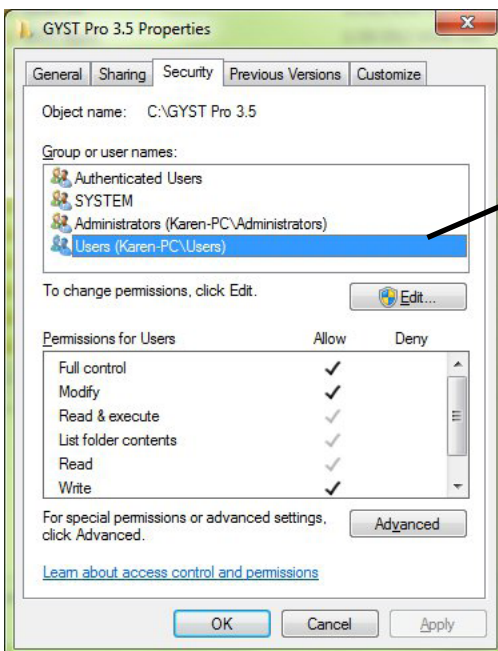 GYST Pro 3.5 Properties
General Sharing Security Previous Versions Customize
Object name: C:\GYST Pro 3.5
Group or user names:
Authenticated Users
SYSTEM
Administrators (Karen-PC\Administrators)
Users (Karen-PC\Users)
To change permissions, click Edit.
Edit...
Permissions for Users Allow Deny
Full control
Modify
Read & execute
List folder contents
Read
Write
For special permissions or advanced settings,
click Advanced.
Advanced
Learn about access control and permissions
OK Cancel Apply